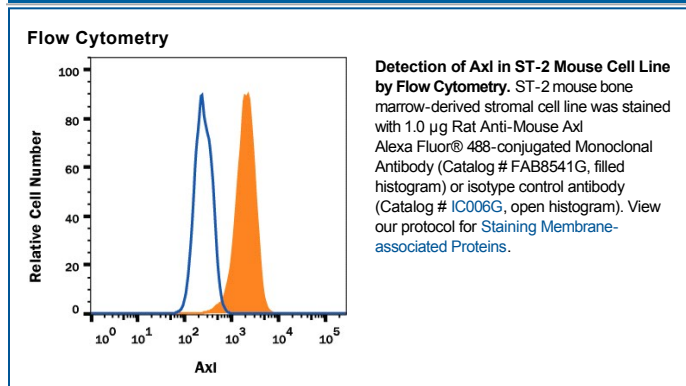 Flow Cytometry
100
80
60
40
20
0
Relative Cell Number
10^0 10^1 10^2 10^3 10^4 10^5
Axl
Detection of Axl in ST-2 Mouse Cell Line
by Flow Cytometry. ST-2 mouse bone
marrow-derived stromal cell line was stained
with 1.0 µg Rat Anti-Mouse Axl
Alexa Fluor® 488-conjugated Monoclonal
Antibody (Catalog # FAB8541G, filled
histogram) or isotype control antibody
(Catalog # IC006G, open histogram). View
our protocol for Staining Membrane-
associated Proteins.